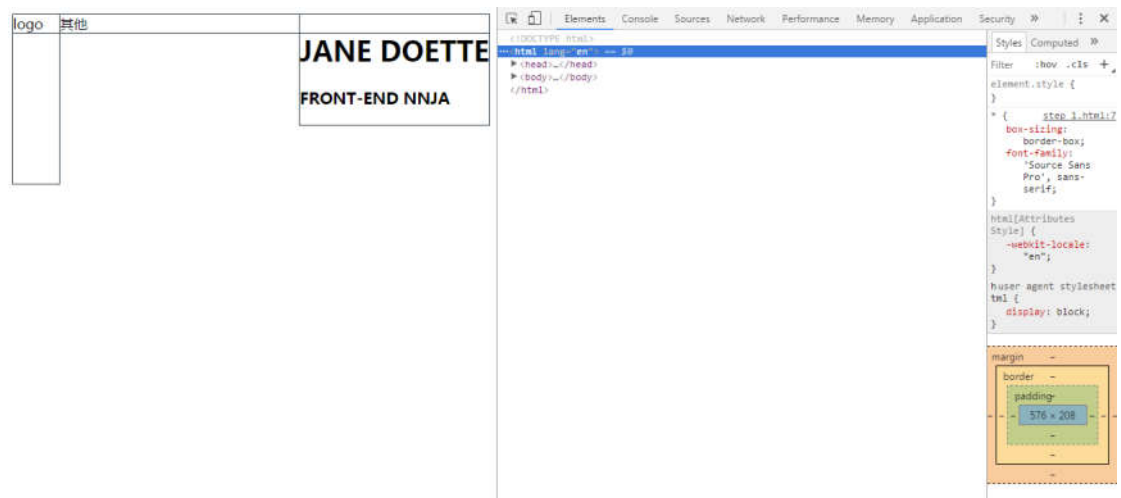 logo 其他
JANE DOETTE
FRONT-END NNJA
Elements Console Sources Network Performance Memory Application Security »
<!DOCTYPE html>
···<html lang="en"> == $0
▶<head>…</head>
▶<body>…</body>
</html>
Styles Computed »
Filter :hov .cls +
element.style {
}
* { step 1.html:7
box-sizing:
border-box;
font-family:
'Source Sans
Pro', sans-
serif;
}
html[Attributes
Style] {
-webkit-locale:
"en";
}
huser agent stylesheet
tml {
display: block;
}
margin -
border -
padding-
- - - 576 × 208 - - -
-
-
-